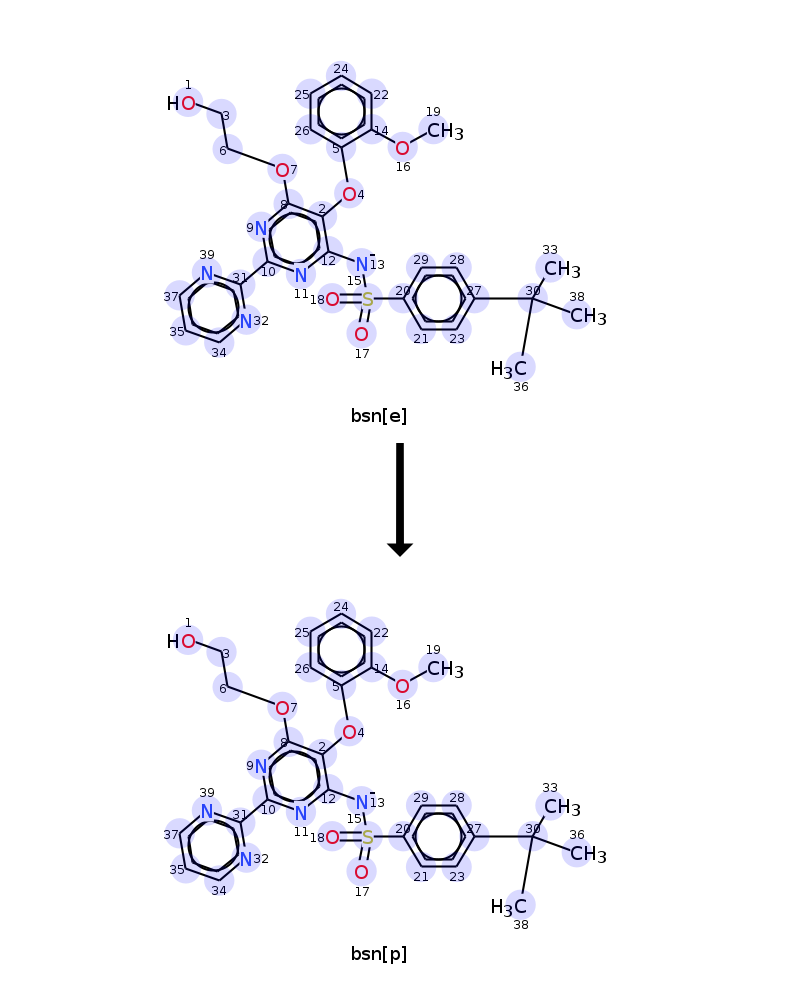 24
1
25
22
19
HO
3
26
14
CH3
5
O
16
6
O7
O4
8
2
9N
33
39
12
N-
13
29
28
CH3
N
31
10
N
15
38
37
11
18O
S
20
27
30
CH3
N32
35
O
21
23
34
17
H3C
36
bsn[e]
24
1
25
22
19
HO
3
26
14
CH3
5
O
16
6
O7
O4
8
2
9N
33
39
12
N-
13
29
28
CH3
N
31
10
N
15
36
37
11
18O
S
20
27
30
CH3
N32
35
O
21
23
34
17
H3C
38
bsn[p]